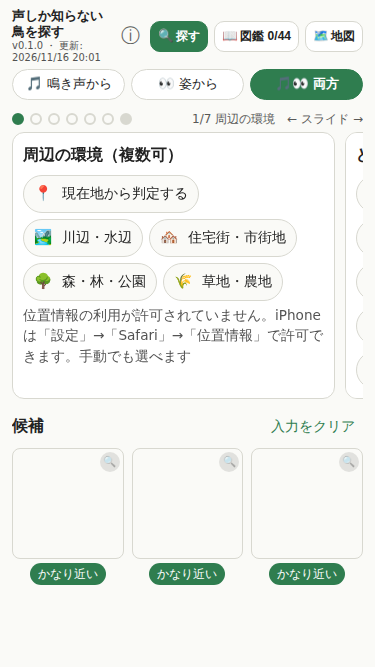 声しか知らない
鳥を探す
v0.1.0 · 更新:
2026/11/16 20:01
ⓘ
🔍 探す
📖 図鑑 0/44
🗺️ 地図
🎵 鳴き声から
👀 姿から
🎵👀 両方
1/7 周辺の環境 ← スライド →
周辺の環境（複数可）
📍 現在地から判定する
🏞️ 川辺・水辺
🏘️ 住宅街・市街地
🌳 森・林・公園
🌾 草地・農地
位置情報の利用が許可されていません。iPhone
は「設定」→「Safari」→「位置情報」で許可で
きます。手動でも選べます
候補
入力をクリア
かなり近い
かなり近い
かなり近い